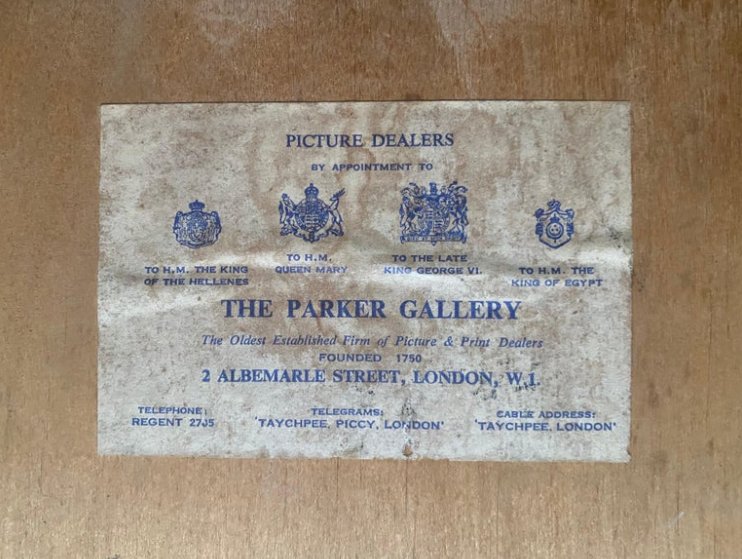 PICTURE DEALERS
BY APPOINTMENT TO
TO H.M. THE KING
OF THE HELLENES
TO H.M.
QUEEN MARY
TO THE LATE
KING GEORGE VI.
TO H.M. THE
KING OF EGYPT
THE PARKER GALLERY
The Oldest Established Firm of Picture & Print Dealers
FOUNDED 1750
2 ALBEMARLE STREET, LONDON, W.1.
TELEPHONE:
REGENT
TELEGRAMS:
'TAYCHPEE, PICCY, LONDON'
CABLE ADDRESS:
'TAYCHPEE, LONDON'